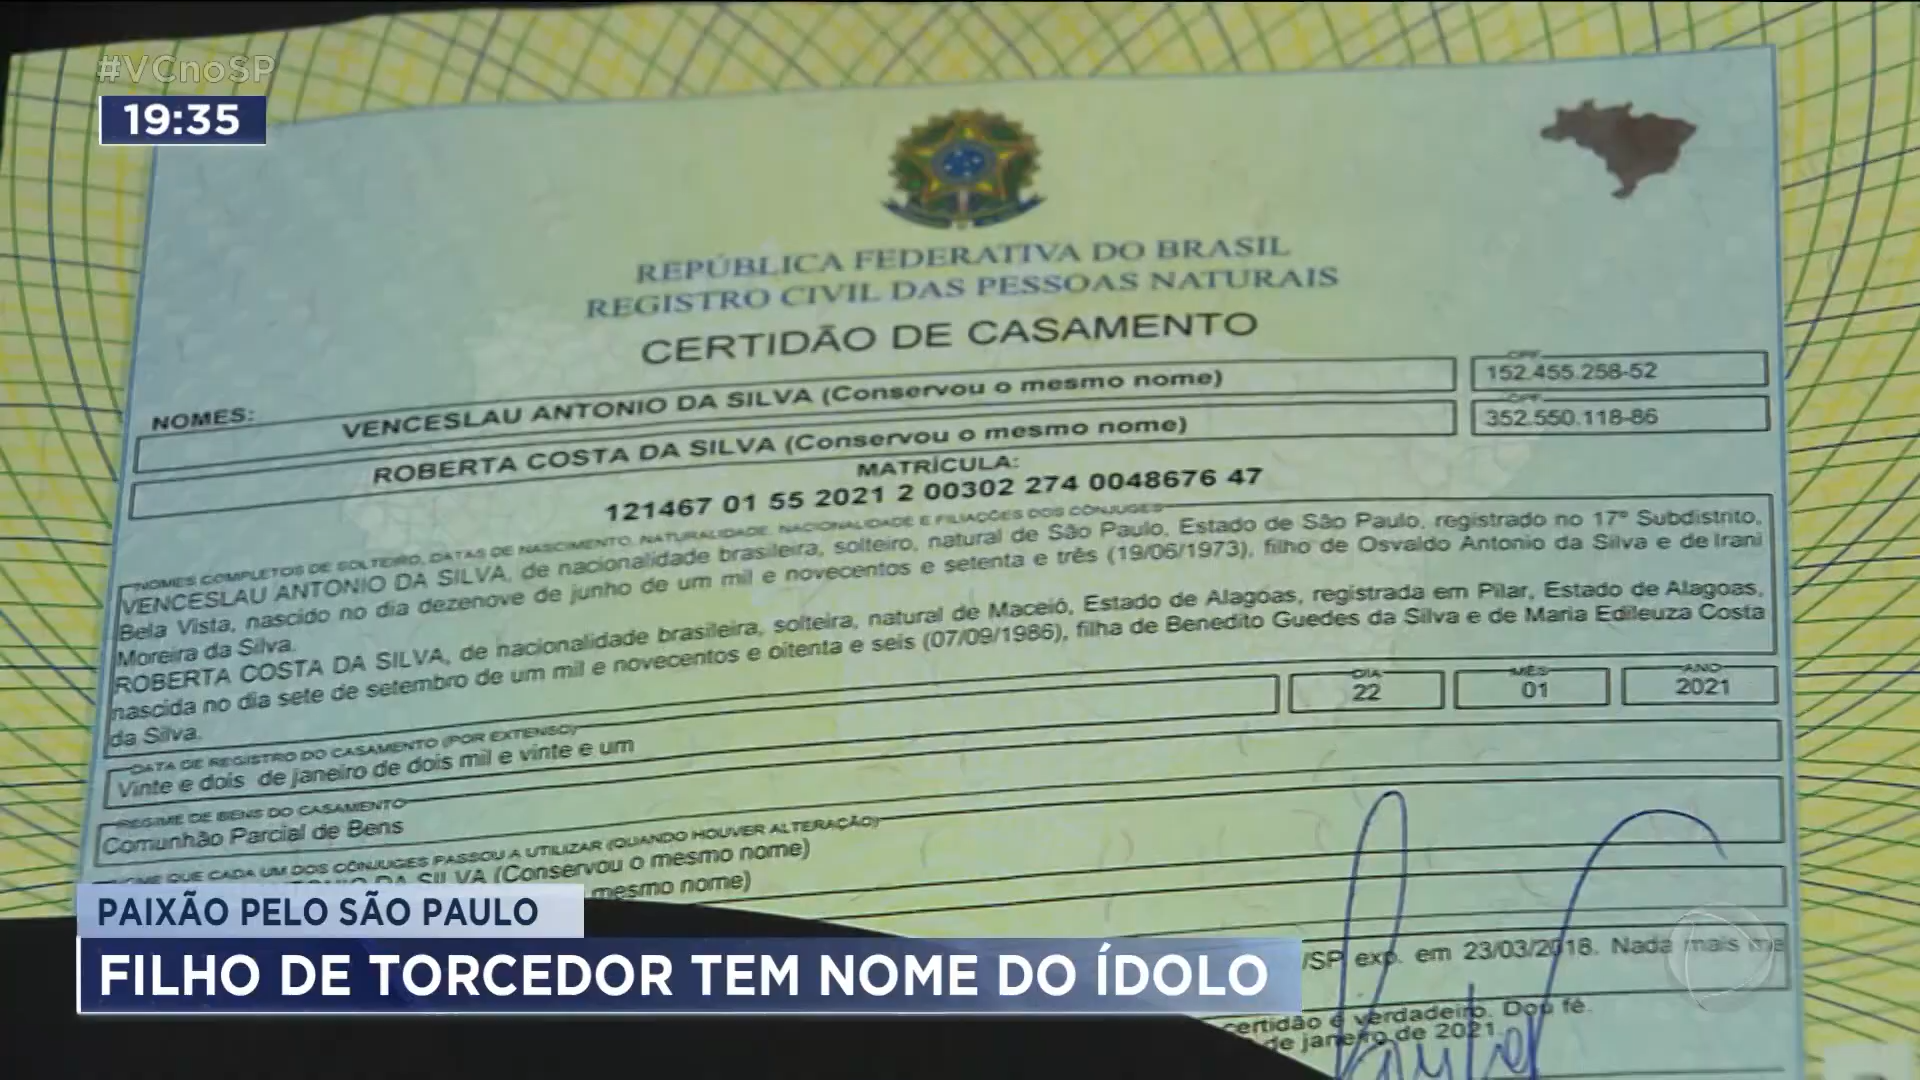 #VCnoSP
19:35
REPÚBLICA FEDERATIVA DO BRASIL
REGISTRO CIVIL DAS PESSOAS NATURAIS
CERTIDÃO DE CASAMENTO
NOMES:
CPF
VENCESLAU ANTONIO DA SILVA (Conservou o mesmo nome) 152.455.258-52
CPF
ROBERTA COSTA DA SILVA (Conservou o mesmo nome) 352.550.118-86
MATRÍCULA:
121467 01 55 2021 2 00302 274 0048676 47
NOMES COMPLETOS DE SOLTEIRO, DATAS DE NASCIMENTO, NATURALIDADE, NACIONALIDADE E FILIAÇÕES DOS CÔNJUGES
VENCESLAU ANTONIO DA SILVA, de nacionalidade brasileira, solteiro, natural de São Paulo, Estado de São Paulo, registrado no 17º Subdistrito,
Bela Vista, nascido no dia dezenove de junho de um mil e novecentos e setenta e três (19/06/1973), filho de Osvaldo Antonio da Silva e de Irani
Moreira da Silva.
ROBERTA COSTA DA SILVA, de nacionalidade brasileira, solteira, natural de Maceió, Estado de Alagoas, registrada em Pilar, Estado de Alagoas,
nascida no dia sete de setembro de um mil e novecentos e oitenta e seis (07/09/1986), filha de Benedito Guedes da Silva e de Maria Edileuza Costa
da Silva.
DATA DE REGISTRO DO CASAMENTO (POR EXTENSO) DIA MÊS ANO
Vinte e dois de janeiro de dois mil e vinte e um 22 01 2021
REGIME DE BENS DO CASAMENTO
Comunhão Parcial de Bens
NOME QUE CADA UM DOS CÔNJUGES PASSOU A UTILIZAR (QUANDO HOUVER ALTERAÇÃO)
DA SILVA (Conservou o mesmo nome)
mesmo nome)
PAIXÃO PELO SÃO PAULO
FILHO DE TORCEDOR TEM NOME DO ÍDOLO
/SP exp. em 23/03/2018. Nada mais me
certidão é verdadeiro. Dou fé.
de janeiro de 2021.